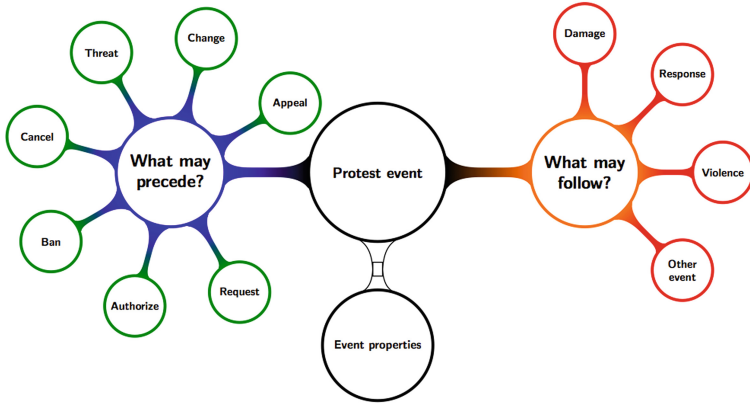 Change
Threat
Appeal
Cancel
What may
precede?
Ban
Authorize
Request
Protest event
Event properties
What may
follow?
Damage
Response
Violence
Other
event